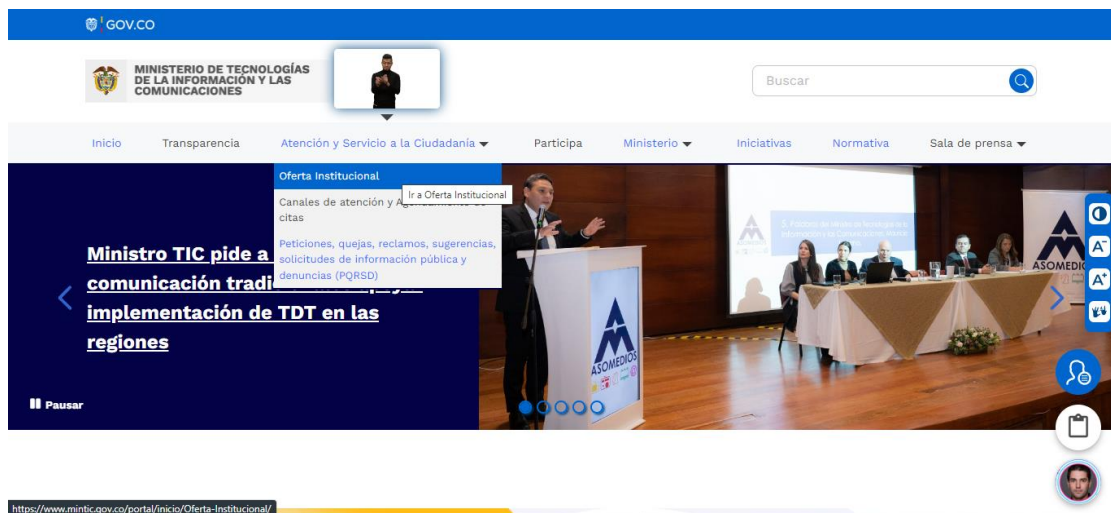 GOV.CO
MINISTERIO DE TECNOLOGÍAS
DE LA INFORMACIÓN Y LAS
COMUNICACIONES
Buscar
Inicio Transparencia Atención y Servicio a la Ciudadanía Participa Ministerio Iniciativas Normativa Sala de prensa
Oferta Institucional
Ir a Oferta Institucional
Canales de atención y
citas
Peticiones, quejas, reclamos, sugerencias,
solicitudes de información pública y
denuncias (PQRSD)
Ministro TIC pide a
comunicación
implementación de TDT en las
regiones
Pausar
ASOMEDIOS
ASOMEDIOS
A-
A+
https://www.mintic.gov.co/portal/inicio/Oferta-Institucional/